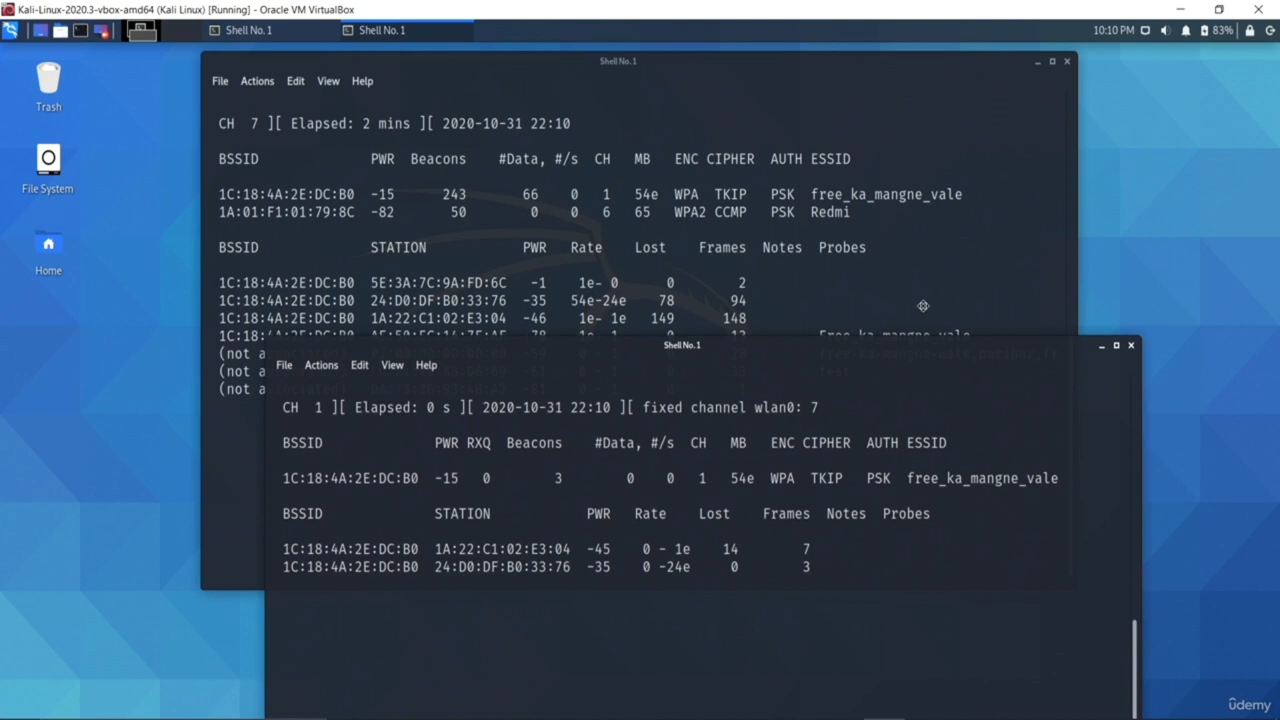 Kali-Linux-2020.3-vbox-amd64 (Kali Linux) [Running] - Oracle VM VirtualBox
Shell No.1
Shell No.1
10:10 PM
83%
Trash
File System
Home
Shell No.1
File Actions Edit View Help
CH 7 ][ Elapsed: 2 mins ][ 2020-10-31 22:10
BSSID PWR Beacons #Data, #/s CH MB ENC CIPHER AUTH ESSID
1C:18:4A:2E:DC:B0 -15 243 66 0 1 54e WPA TKIP PSK free_ka_mangne_vale
1A:01:F1:01:79:8C -82 50 0 0 6 65 WPA2 CCMP PSK Redmi
BSSID STATION PWR Rate Lost Frames Notes Probes
1C:18:4A:2E:DC:B0 5E:3A:7C:9A:FD:6C -1 1e- 0 0 2
1C:18:4A:2E:DC:B0 24:D0:DF:B0:33:76 -35 54e-24e 78 94
1C:18:4A:2E:DC:B0 1A:22:C1:02:E3:04 -46 1e- 1e 149 148
(not a
(not a
(not a
Shell No.1
File Actions Edit View Help
CH 1 ][ Elapsed: 0 s ][ 2020-10-31 22:10 ][ fixed channel wlan0: 7
BSSID PWR RXQ Beacons #Data, #/s CH MB ENC CIPHER AUTH ESSID
1C:18:4A:2E:DC:B0 -15 0 3 0 0 1 54e WPA TKIP PSK free_ka_mangne_vale
BSSID STATION PWR Rate Lost Frames Notes Probes
1C:18:4A:2E:DC:B0 1A:22:C1:02:E3:04 -45 0 - 1e 14 7
1C:18:4A:2E:DC:B0 24:D0:DF:B0:33:76 -35 0 -24e 0 3
ûdemy